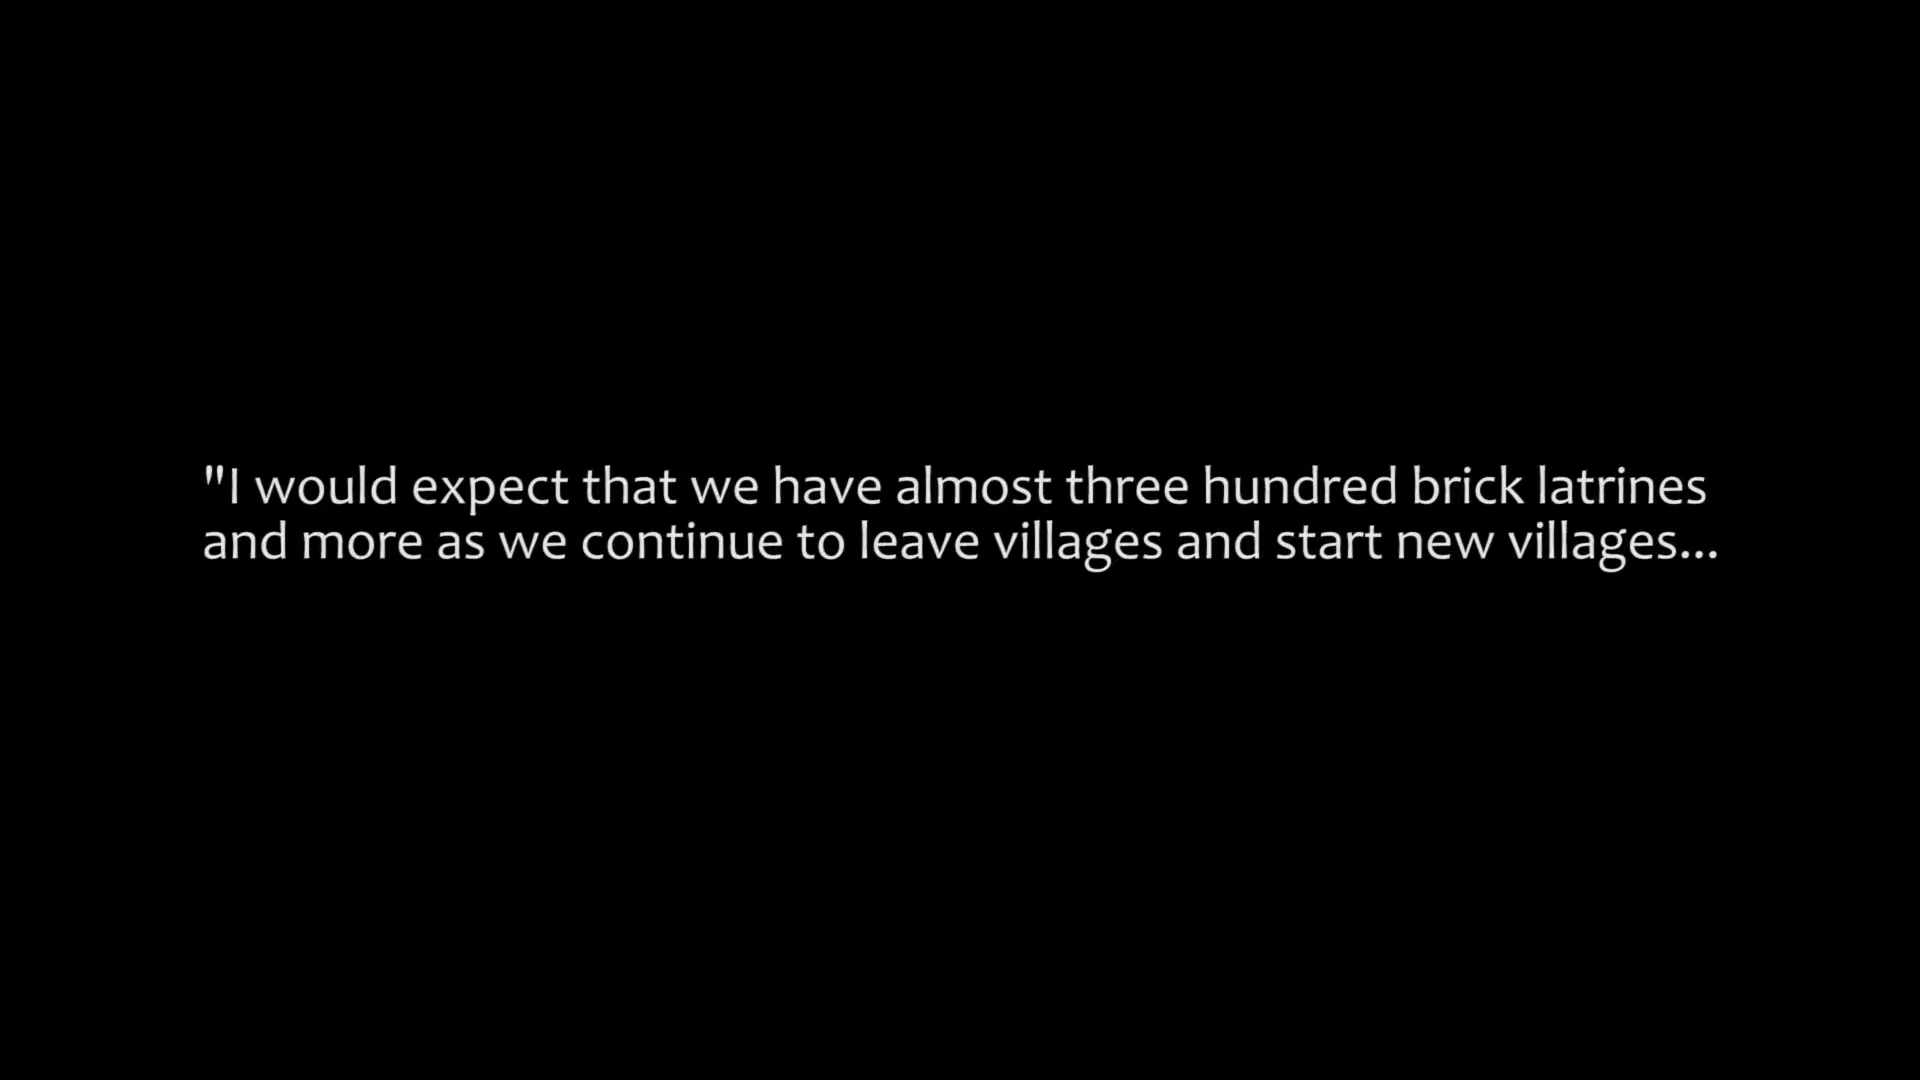 "I would expect that we have almost three hundred brick latrines
and more as we continue to leave villages and start new villages...